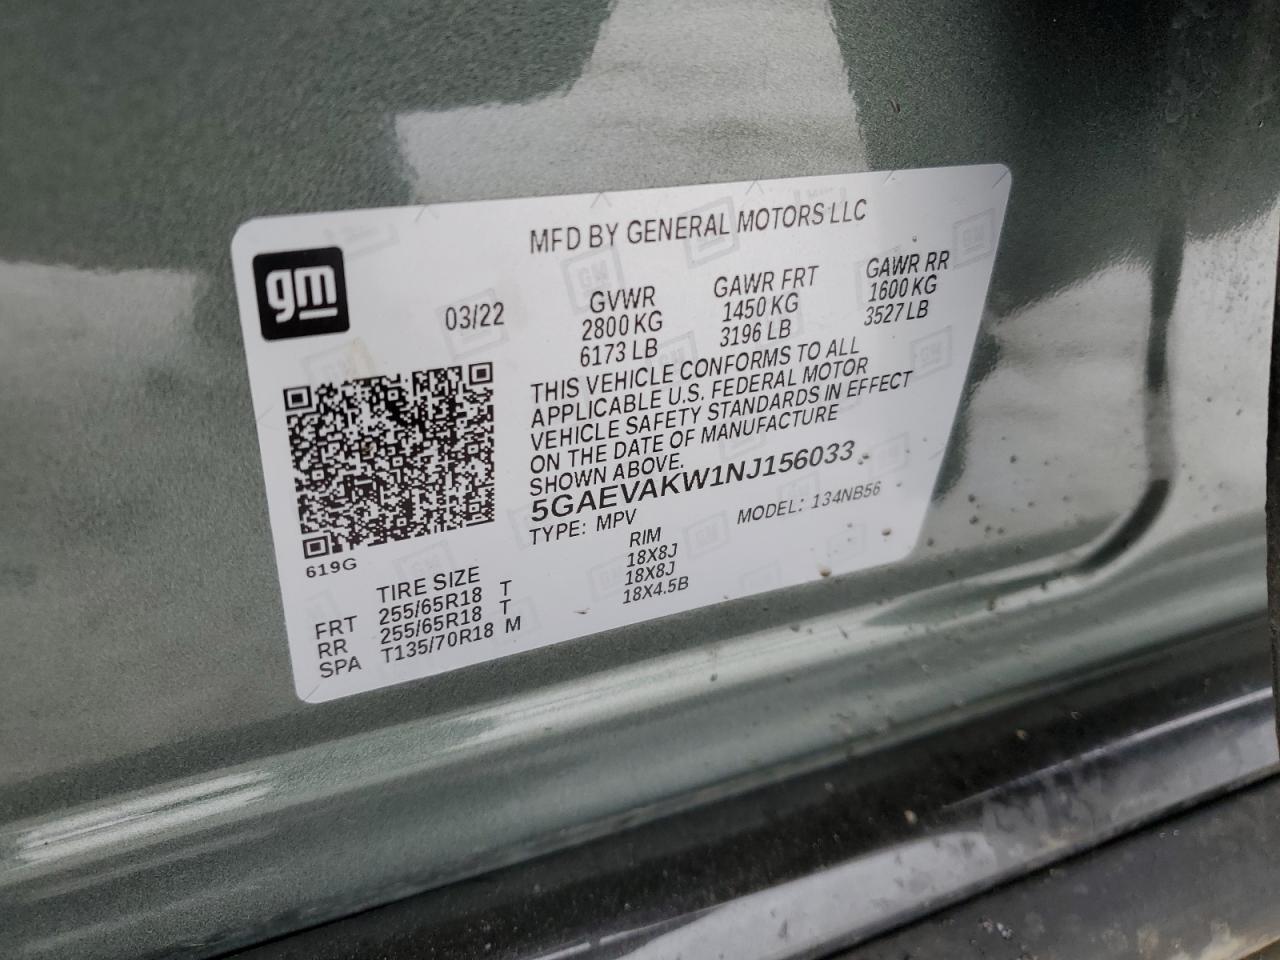 MFD BY GENERAL MOTORS LLC
gm
03/22
GVWR
2800 KG
6173 LB
GAWR FRT
1450 KG
3196 LB
GAWR RR
1600 KG
3527 LB
THIS VEHICLE CONFORMS TO ALL
APPLICABLE U.S. FEDERAL MOTOR
VEHICLE SAFETY STANDARDS IN EFFECT
ON THE DATE OF MANUFACTURE
SHOWN ABOVE.
5GAEVAKW1NJ156033
TYPE: MPV
MODEL: 134NB56
619G
TIRE SIZE
RIM
FRT 255/65R18 T 18X8J
RR 255/65R18 T 18X8J
SPA T135/70R18 M 18X4.5B